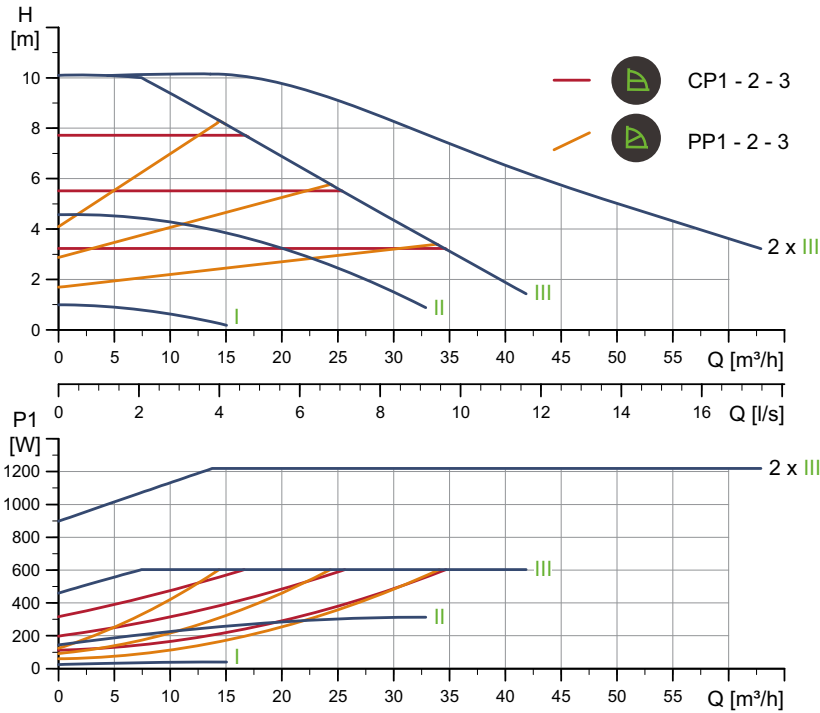 H
[m]
10
8
6
4
2
0
CP1 - 2 - 3
PP1 - 2 - 3
2 x III
III
II
I
0 5 10 15 20 25 30 35 40 45 50 55 Q [m³/h]
0 2 4 6 8 10 12 14 16 Q [l/s]
P1
[W]
1200
1000
800
600
400
200
0
2 x III
III
II
I
0 5 10 15 20 25 30 35 40 45 50 55 Q [m³/h]